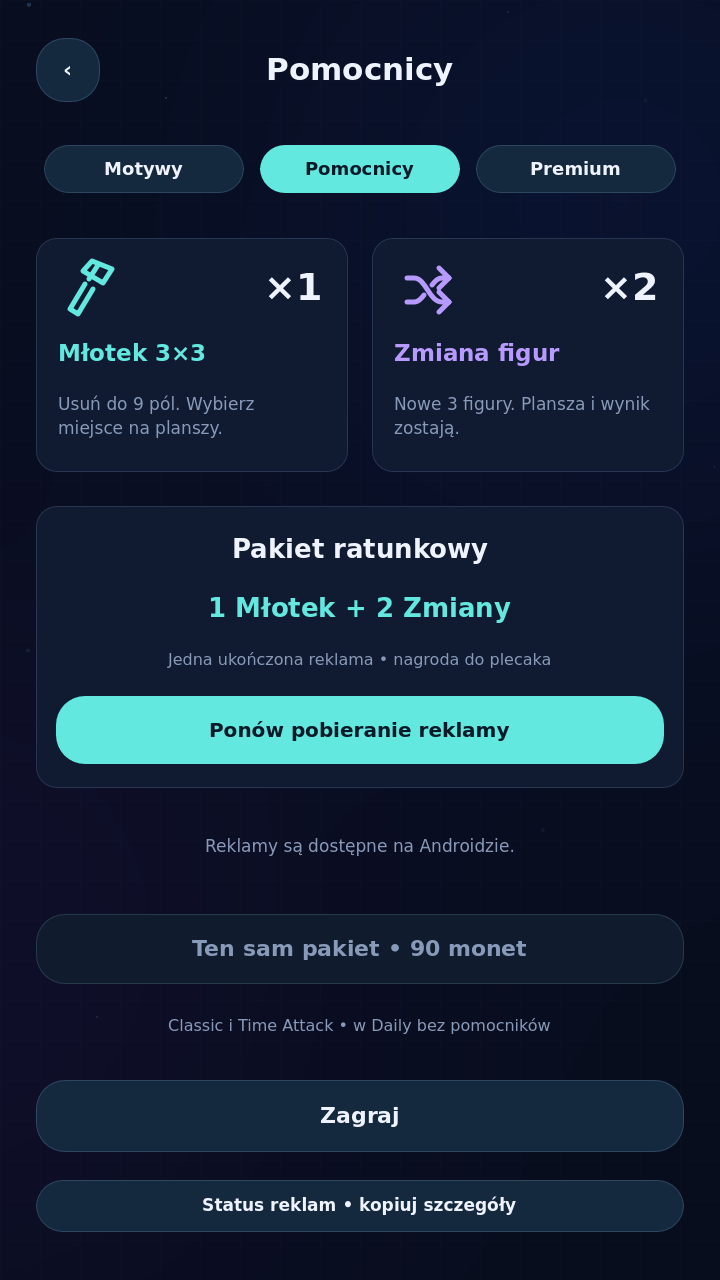 ‹
Pomocnicy
Motywy
Pomocnicy
Premium
×1
Młotek 3×3
Usuń do 9 pól. Wybierz
miejsce na planszy.
×2
Zmiana figur
Nowe 3 figury. Plansza i wynik
zostają.
Pakiet ratunkowy
1 Młotek + 2 Zmiany
Jedna ukończona reklama • nagroda do plecaka
Ponów pobieranie reklamy
Reklamy są dostępne na Androidzie.
Ten sam pakiet • 90 monet
Classic i Time Attack • w Daily bez pomocników
Zagraj
Status reklam • kopiuj szczegóły